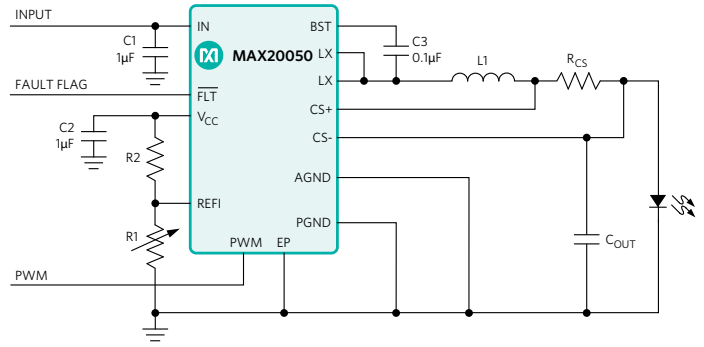 INPUT
C1
1µF
FAULT FLAG
C2
1µF
R2
R1
PWM
IN
MAX20050
FLT
VCC
REFI
PWM EP
BST
LX
LX
CS+
CS-
AGND
PGND
C3
0.1µF
L1
RCS
COUT